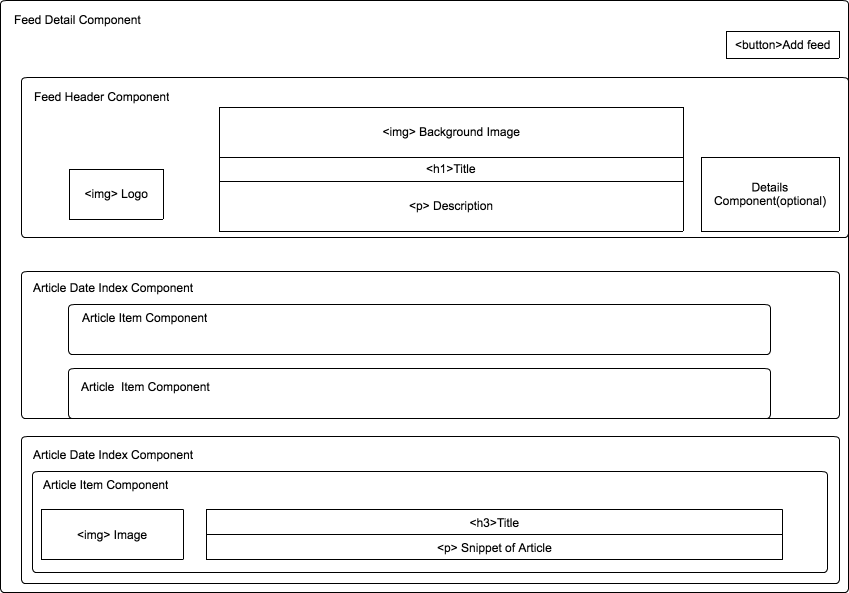 Feed Detail Component
<button>Add feed
Feed Header Component
<img> Background Image
<h1>Title
<img> Logo
<p> Description
Details
Component(optional)
Article Date Index Component
Article Item Component
Article  Item Component
Article Date Index Component
Article Item Component
<img> Image
<h3>Title
<p> Snippet of Article